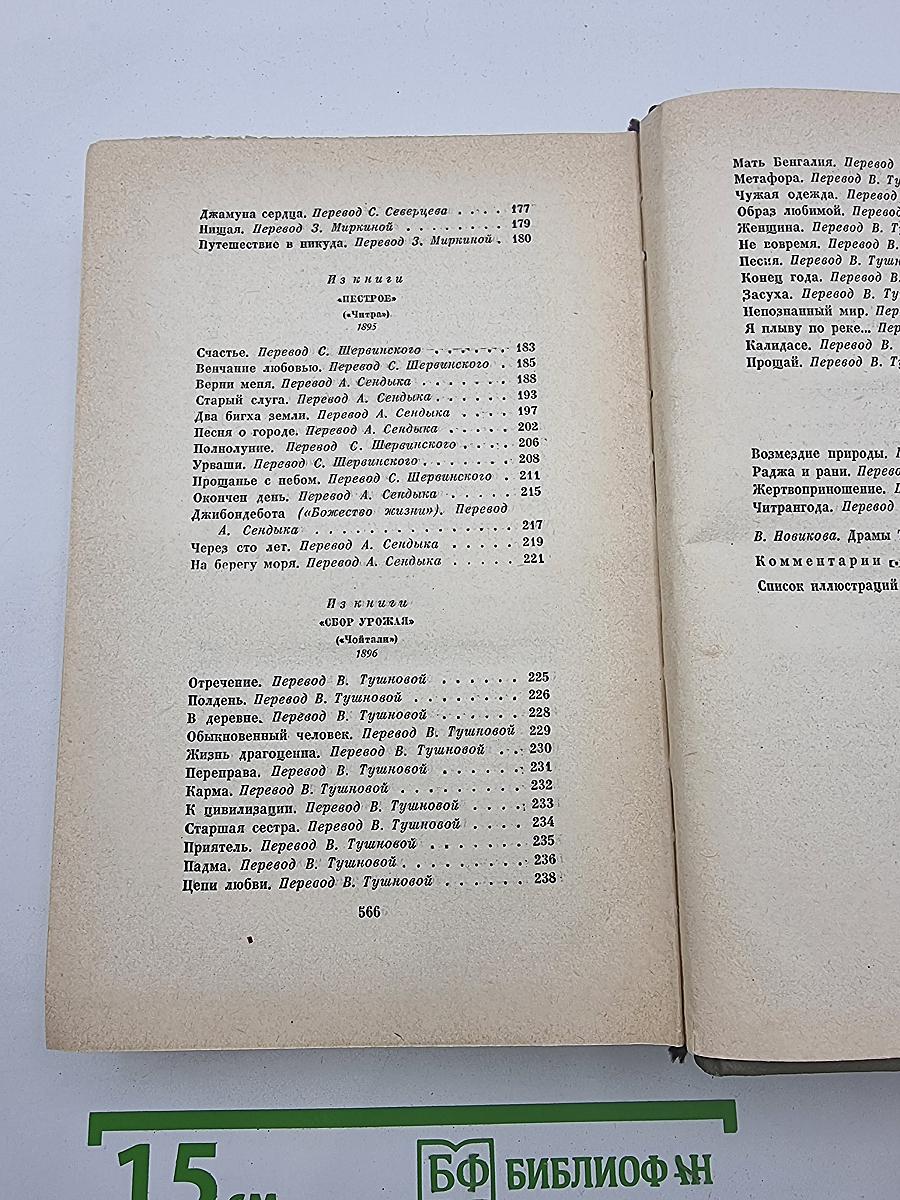 Джамуна сердца. Перевод С. Северцева . . . . 177
Нищая. Перевод З. Миркиной . . . . . . . . 179
Путешествие в никуда. Перевод З. Миркиной . 180
Из книги
«ПЕСТРОЕ»
(«Читра»)
1895
Счастье. Перевод С. Шервинского . . . . . . 183
Венчание любовью. Перевод С. Шервинского . 185
Верни меня. Перевод А. Сендыка . . . . . . . 188
Старый слуга. Перевод А. Сендыка . . . . . . 193
Два бигха земли. Перевод А. Сендыка . . . . 197
Песня о городе. Перевод А. Сендыка . . . . . 202
Полнолуние. Перевод С. Шервинского . . . . 206
Урваши. Перевод С. Шервинского . . . . . . . 208
Прощанье с небом. Перевод С. Шервинского . 211
Окончен день. Перевод А. Сендыка . . . . . 215
Джибондебота («Божество жизни»). Перевод
А. Сендыка . . . . . . . . . . . . . . . 217
Через сто лет. Перевод А. Сендыка . . . . . 219
На берегу моря. Перевод А. Сендыка . . . . . 221
Из книги
«СБОР УРОЖАЯ»
(«Чойтали»)
1896
Отречение. Перевод В. Тушновой . . . . . . . 225
Полдень. Перевод В. Тушновой . . . . . . . . 226
В деревне. Перевод В. Тушновой . . . . . . . 228
Обыкновенный человек. Перевод В. Тушновой 229
Жизнь драгоценна. Перевод В. Тушновой . . . 230
Переправа. Перевод В. Тушновой . . . . . . . 231
Карма. Перевод В. Тушновой . . . . . . . . . 232
К цивилизации. Перевод В. Тушновой . . . . . 233
Старшая сестра. Перевод В. Тушновой . . . . 234
Приятель. Перевод В. Тушновой . . . . . . . 235
Падма. Перевод В. Тушновой . . . . . . . . . 236
Цепи любви. Перевод В. Тушновой . . . . . . 238
566
Мать Бенгалия. Перевод
Метафора. Перевод В. Ту
Чужая одежда. Перевод
Образ любимой. Перевод
Женщина. Перевод В. Т
Не вовремя. Перевод В.
Песня. Перевод В. Тушн
Конец года. Перевод В.
Засуха. Перевод В. Ту
Непознанный мир. Пер
Я плыву по реке... Пер
Калидасе. Перевод В.
Прощай. Перевод В. Т
Возмездие природы.
Раджа и рани. Перево
Жертвоприношение.
Читрангода. Перевод
В. Новикова. Драмы
Комментарии
Список иллюстраций
15 см
БФ БИБЛИОФАН